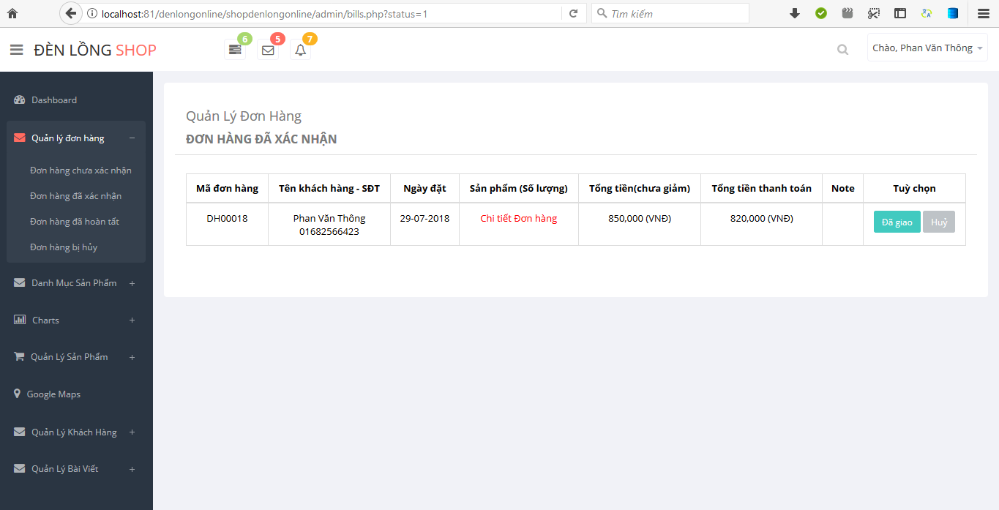 localhost:81/denlongonline/shopdenlongonline/admin/bills.php?status=1
Tìm kiếm
ĐÈN LỒNG SHOP
6
5
7
Chào, Phan Văn Thông
Dashboard
Quản lý đơn hàng
Đơn hàng chưa xác nhận
Đơn hàng đã xác nhận
Đơn hàng đã hoàn tất
Đơn hàng bị hủy
Danh Mục Sản Phẩm
Charts
Quản Lý Sản Phẩm
Google Maps
Quản Lý Khách Hàng
Quản Lý Bài Viết
Quản Lý Đơn Hàng
ĐƠN HÀNG ĐÃ XÁC NHẬN
Mã đơn hàng Tên khách hàng - SĐT Ngày đặt Sản phẩm (Số lượng) Tổng tiền(chưa giảm) Tổng tiền thanh toán Note Tuỳ chọn
DH00018 Phan Văn Thông 29-07-2018 Chi tiết Đơn hàng 850,000 (VNĐ) 820,000 (VNĐ) Đã giao Huỷ
01682566423